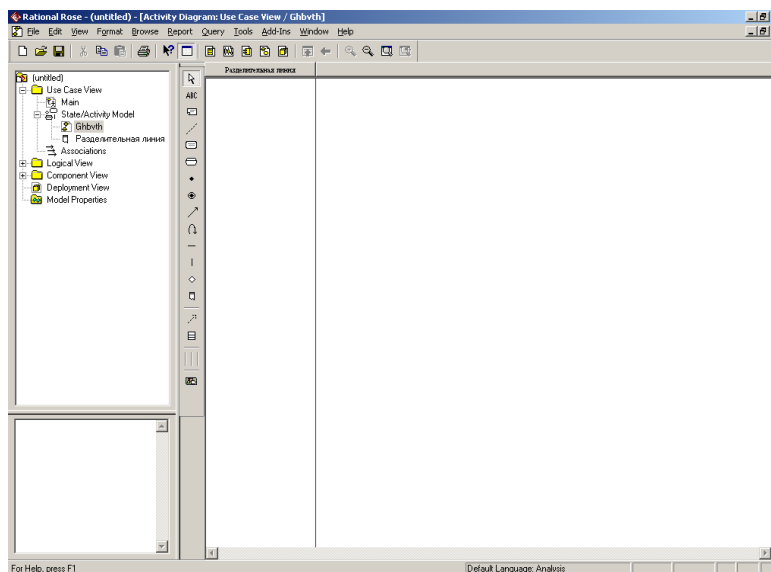 Rational Rose - (untitled) - [Activity Diagram: Use Case View / Ghbvth]
File Edit View Format Browse Report Query Tools Add-Ins Window Help
(untitled)
Use Case View
Main
State/Activity Model
Ghbvth
Разделительная линия
Associations
Logical View
Component View
Deployment View
Model Properties
ABC
Разделительная линия
For Help, press F1
Default Language: Analysis